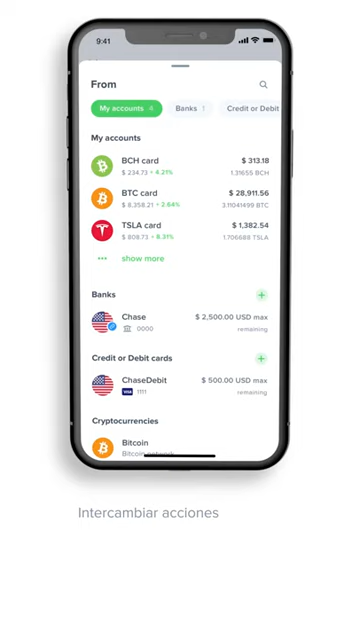 9:41
From
My accounts 4 Banks 1 Credit or Debit
My accounts
BCH card $ 313.18
$ 234.73 + 4.21% 1.31655 BCH
BTC card $ 28,911.56
$ 8,358.21 + 2.64% 3.11041499 BTC
TSLA card $ 1,382.54
$ 808.73 + 8.31% 1.706688 TSLA
show more
Banks
Chase $ 2,500.00 USD max
0000 remaining
Credit or Debit cards
ChaseDebit $ 500.00 USD max
VISA 1111 remaining
Cryptocurrencies
Bitcoin
Bitcoin network
Intercambiar acciones